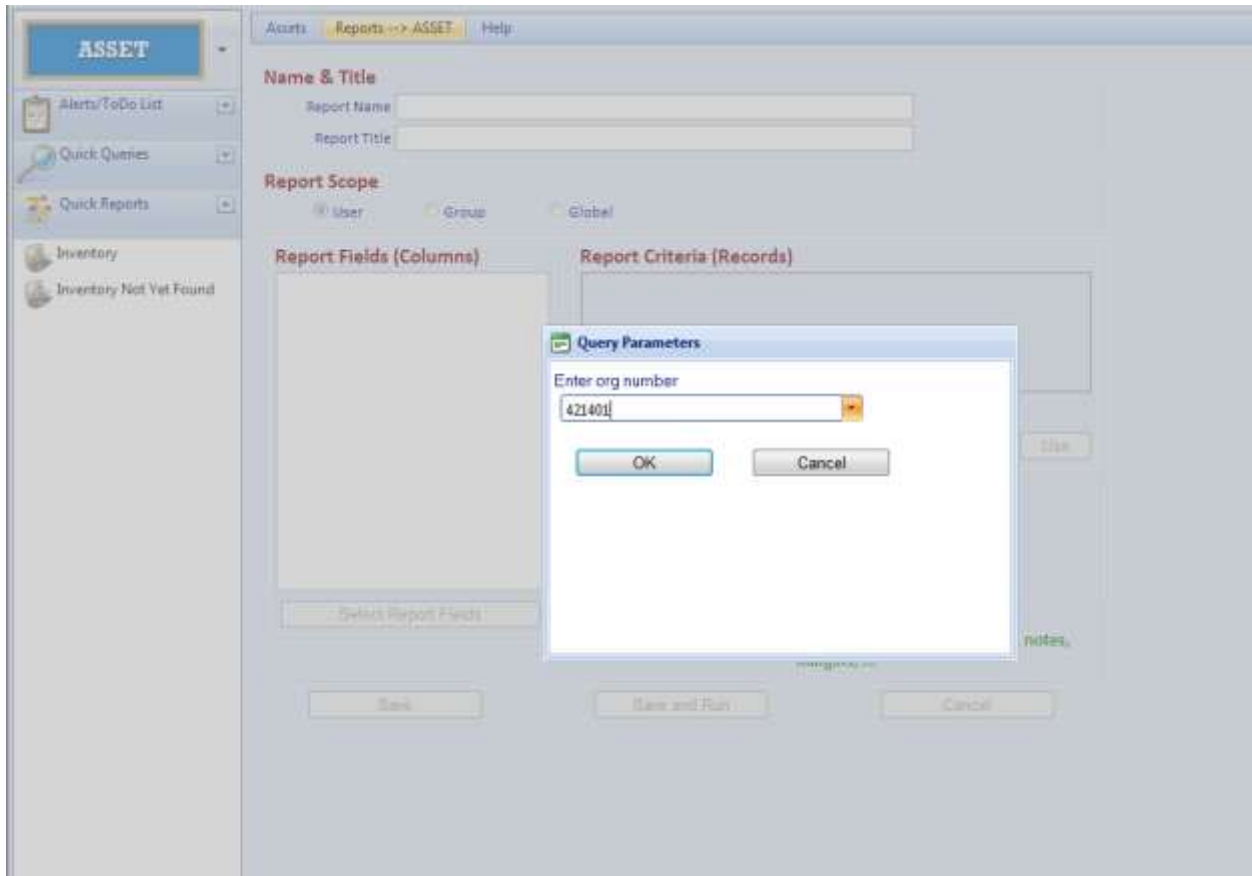 ASSET
Assets Reports --> ASSET Help
Alerts/ToDo List
Quick Queries
Quick Reports
Inventory
Inventory Not Yet Found
Name & Title
Report Name
Report Title
Report Scope
User Group Global
Report Fields (Columns)
Report Criteria (Records)
Query Parameters
Enter org number
421401
OK Cancel
Select Report Fields
notes,
Save Save and Run Cancel